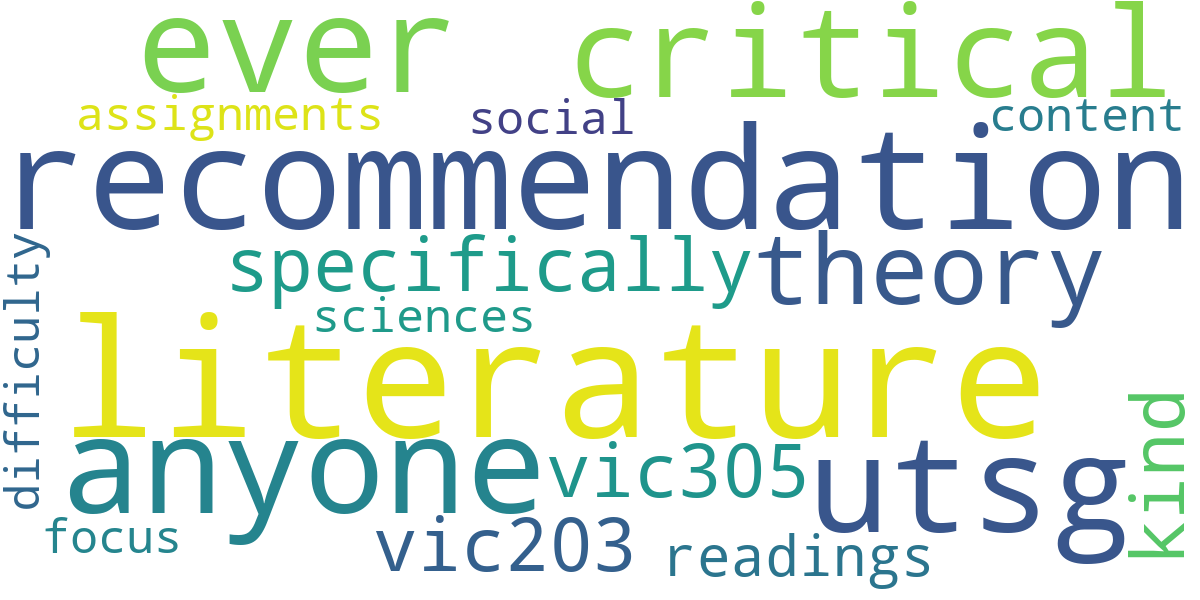 ever critical
assignments social content
recommendation
specifically theory
sciences
difficulty
literature
anyone vic305 utsg kind
focus vic203 readings